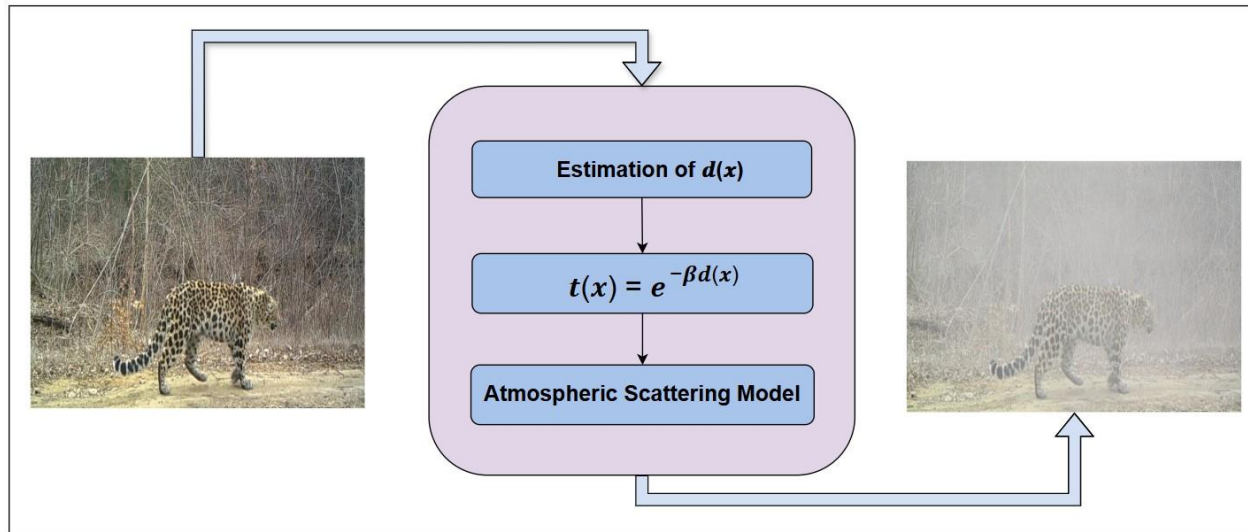 Estimation of d(x)
t(x) = e^{-βd(x)}
Atmospheric Scattering Model